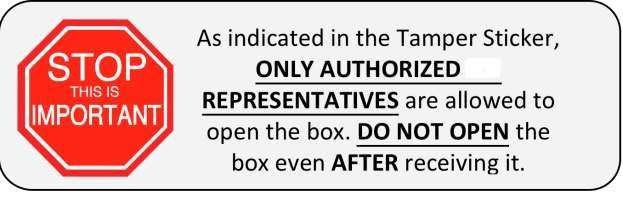 STOP
THIS IS
IMPORTANT
As indicated in the Tamper Sticker,
ONLY AUTHORIZED
REPRESENTATIVES are allowed to
open the box. DO NOT OPEN the
box even AFTER receiving it.